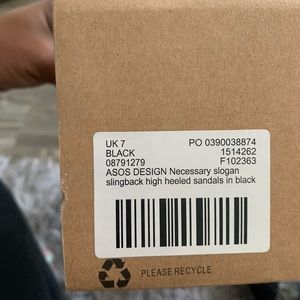 UK 7 PO 0390038874
BLACK 1514262
08791279 F102363
ASOS DESIGN Necessary slogan
slingback high heeled sandals in black
PLEASE RECYCLE